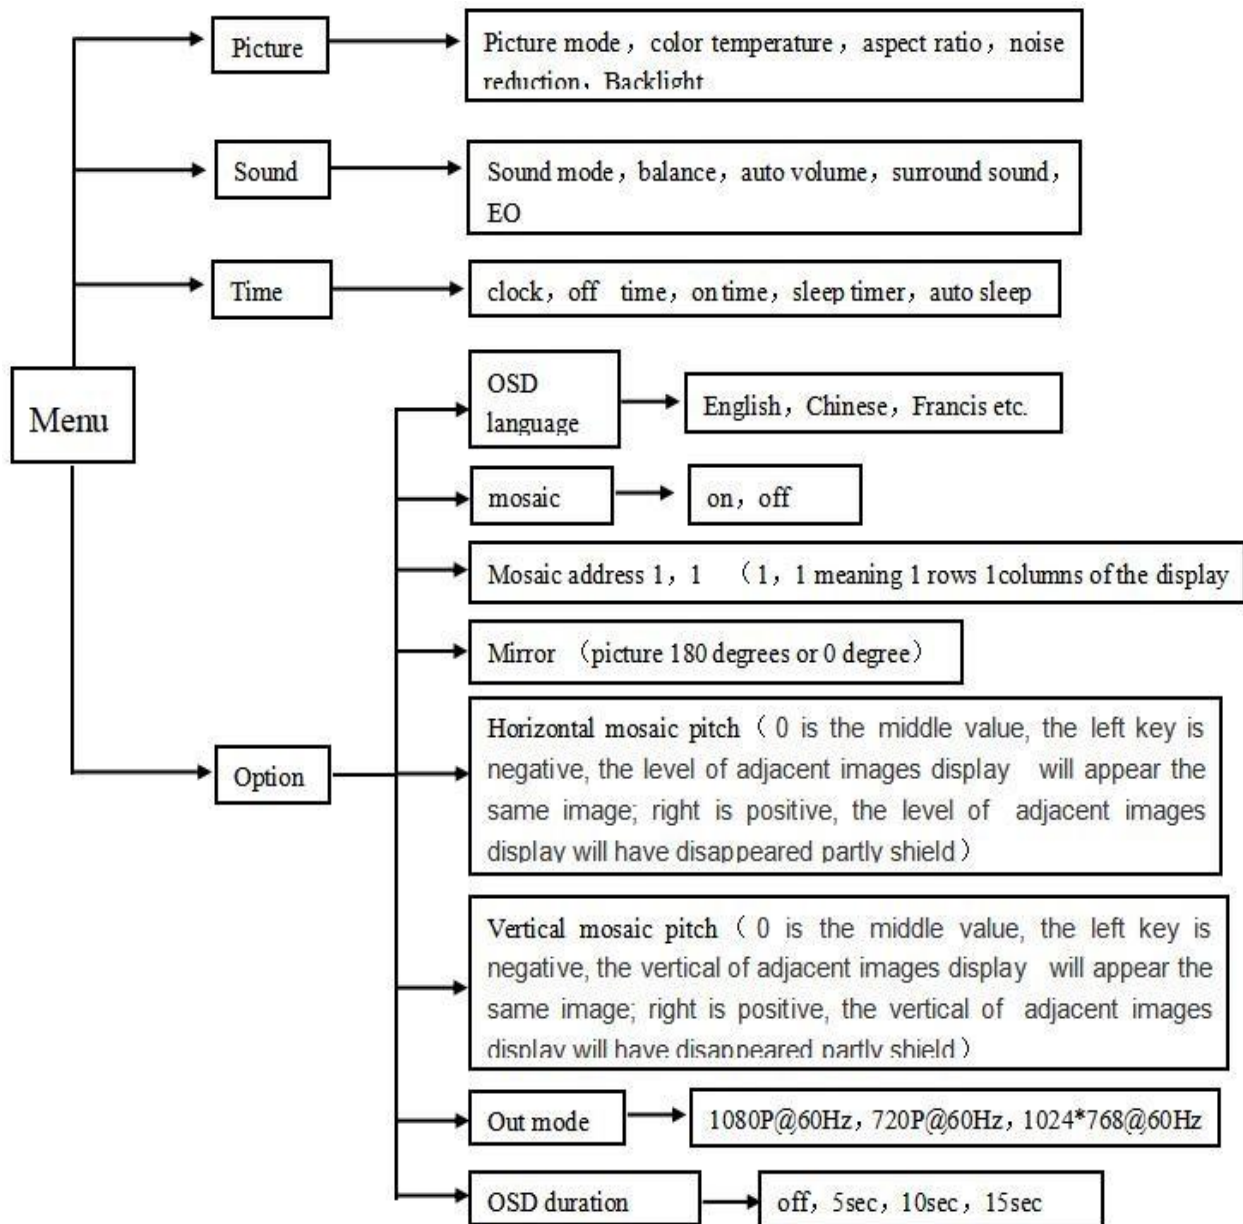 Picture
Picture mode，color temperature，aspect ratio，noise
reduction，Backlight
Sound
Sound mode，balance，auto volume，surround sound，
EQ
Time
clock，off time，on time，sleep timer，auto sleep
Menu
OSD
language
English，Chinese，Francis etc.
mosaic
on，off
Mosaic address 1，1 （1，1 meaning 1 rows 1columns of the display
Mirror （picture 180 degrees or 0 degree）
Option
Horizontal mosaic pitch（0 is the middle value, the left key is
negative, the level of adjacent images display will appear the
same image; right is positive, the level of adjacent images
display will have disappeared partly shield）
Vertical mosaic pitch（0 is the middle value, the left key is
negative, the vertical of adjacent images display will appear the
same image; right is positive, the vertical of adjacent images
display will have disappeared partly shield）
Out mode
1080P@60Hz，720P@60Hz，1024*768@60Hz
OSD duration
off，5sec，10sec，15sec